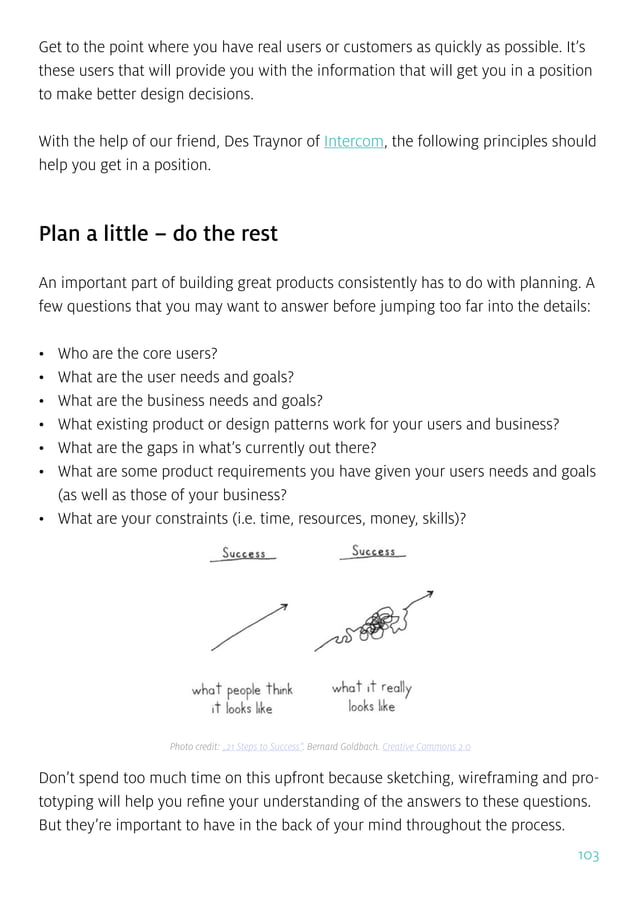 Get to the point where you have real users or customers as quickly as possible. It’s
these users that will provide you with the information that will get you in a position
to make better design decisions.
With the help of our friend, Des Traynor of Intercom, the following principles should
help you get in a position.
Plan a little – do the rest
An important part of building great products consistently has to do with planning. A
few questions that you may want to answer before jumping too far into the details:
• Who are the core users?
• What are the user needs and goals?
• What are the business needs and goals?
• What existing product or design patterns work for your users and business?
• What are the gaps in what’s currently out there?
• What are some product requirements you have given your users needs and goals
(as well as those of your business?
• What are your constraints (i.e. time, resources, money, skills)?
Success
Success
what people think
it looks like
what it really
looks like
Photo credit: „21 Steps to Success”. Bernard Goldbach. Creative Commons 2.0
Don’t spend too much time on this upfront because sketching, wireframing and pro-
totyping will help you refine your understanding of the answers to these questions.
But they’re important to have in the back of your mind throughout the process.
103